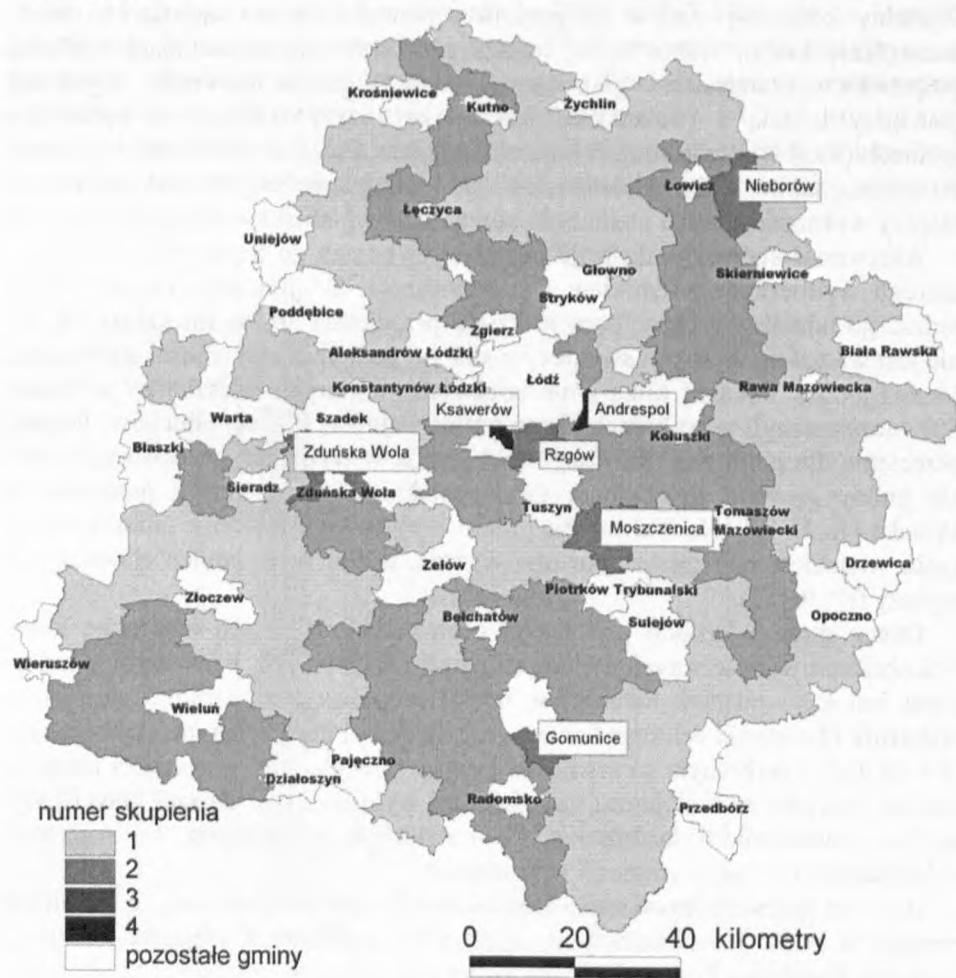 Krośniewice
Kutno
Żychlin
Łowicz
Nieborów
Łęczyca
Uniejów
Głowno
Skierniewice
Stryków
Poddębice
Zgierz
Aleksandrów Łódzki
Biała Rawska
Konstantynów Łódzki
Łódź
Rawa Mazowiecka
Ksawerów
Andrespol
Warta
Szadek
Koluszki
Błaszki
Zduńska Wola
Rzgów
Sieradz
Zduńska Wola
Tuszyn
Moszczenica
Tomaszów
Mazowiecki
Zelów
Drzewica
Złoczew
Bełchatów
Piotrków Trybunalski
Sulejów
Opoczno
Wieruszów
Wieluń
Gomunice
Pajęczno
Działoszyn
Radomsko
Przedbórz
numer skupienia
1
2
3
4
pozostałe gminy
0 20 40 kilometry